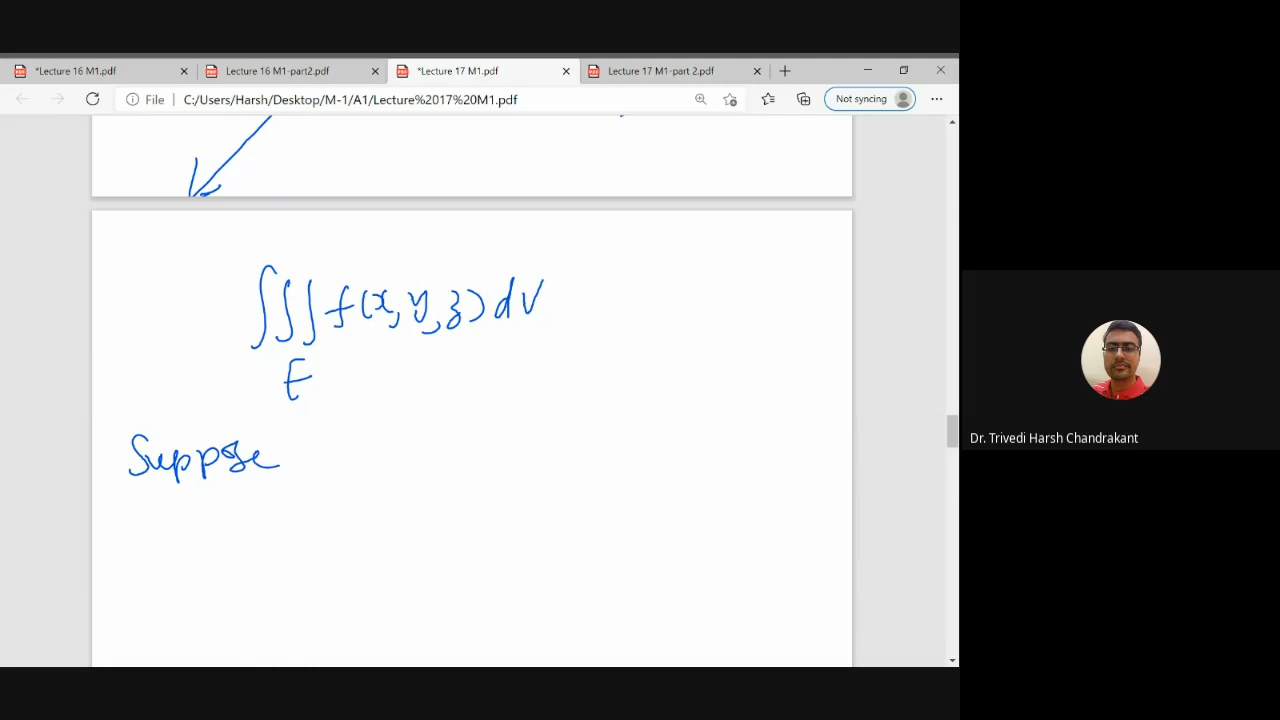 *Lecture 16 M1.pdf
Lecture 16 M1-part2.pdf
*Lecture 17 M1.pdf
Lecture 17 M1-part 2.pdf
File
C:/Users/Harsh/Desktop/M-1/A1/Lecture%2017%20M1.pdf
Not syncing
∭ f(x, y, z) dV
E
Suppose
Dr. Trivedi Harsh Chandrakant